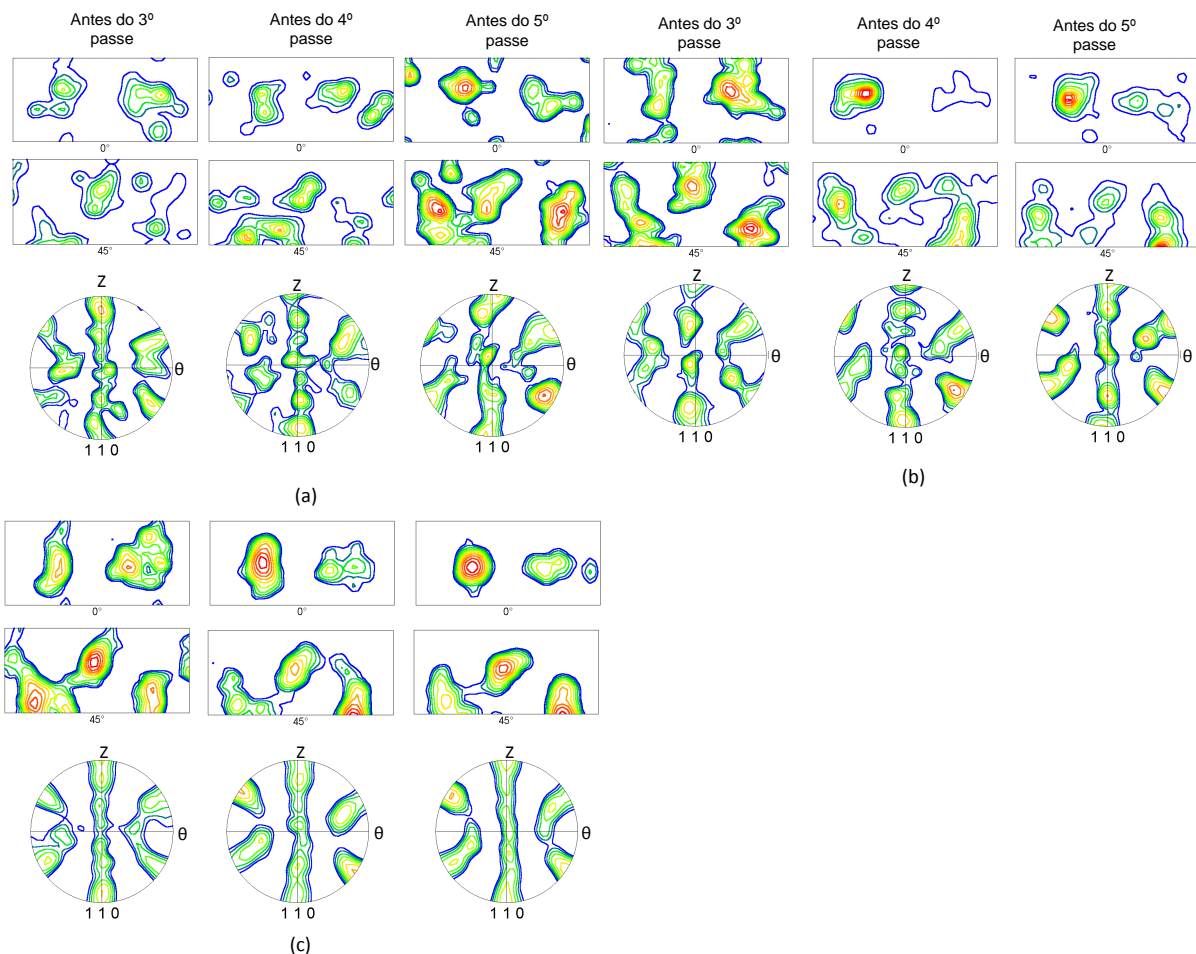 Antes do 3º
passe
Antes do 4º
passe
Antes do 5º
passe
Antes do 3º
passe
Antes do 4º
passe
Antes do 5º
passe
0°
0°
0°
0°
0°
0°
45°
45°
45°
45°
45°
45°
Z
Z
Z
Z
Z
Z
θ
θ
θ
θ
θ
θ
1 1 0
1 1 0
1 1 0
1 1 0
1 1 0
1 1 0
(a)
(b)
0°
0°
0°
45°
45°
45°
Z
Z
Z
θ
θ
θ
1 1 0
1 1 0
1 1 0
(c)